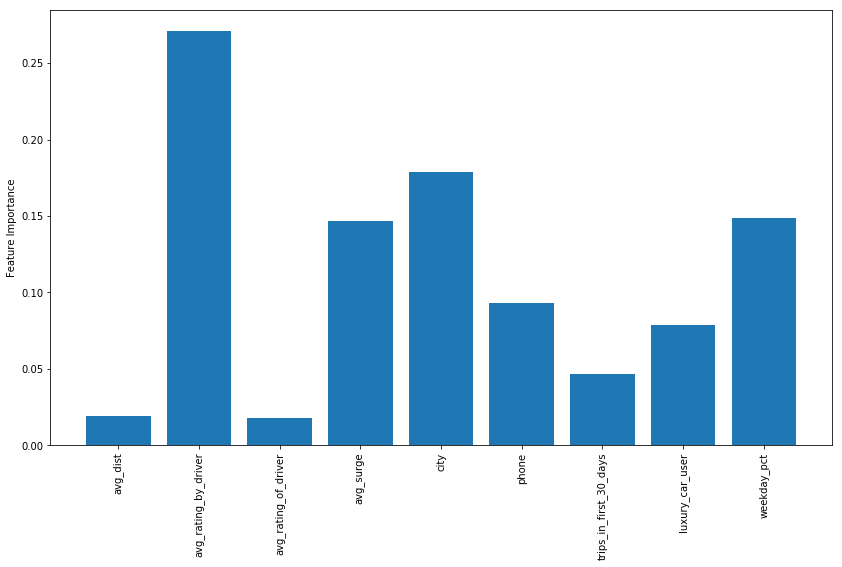 0.25
0.20
0.15
0.10
0.05
0.00
Feature Importance
avg_dist
avg_rating_by_driver
avg_rating_of_driver
avg_surge
city
phone
trips_in_first_30_days
luxury_car_user
weekday_pct